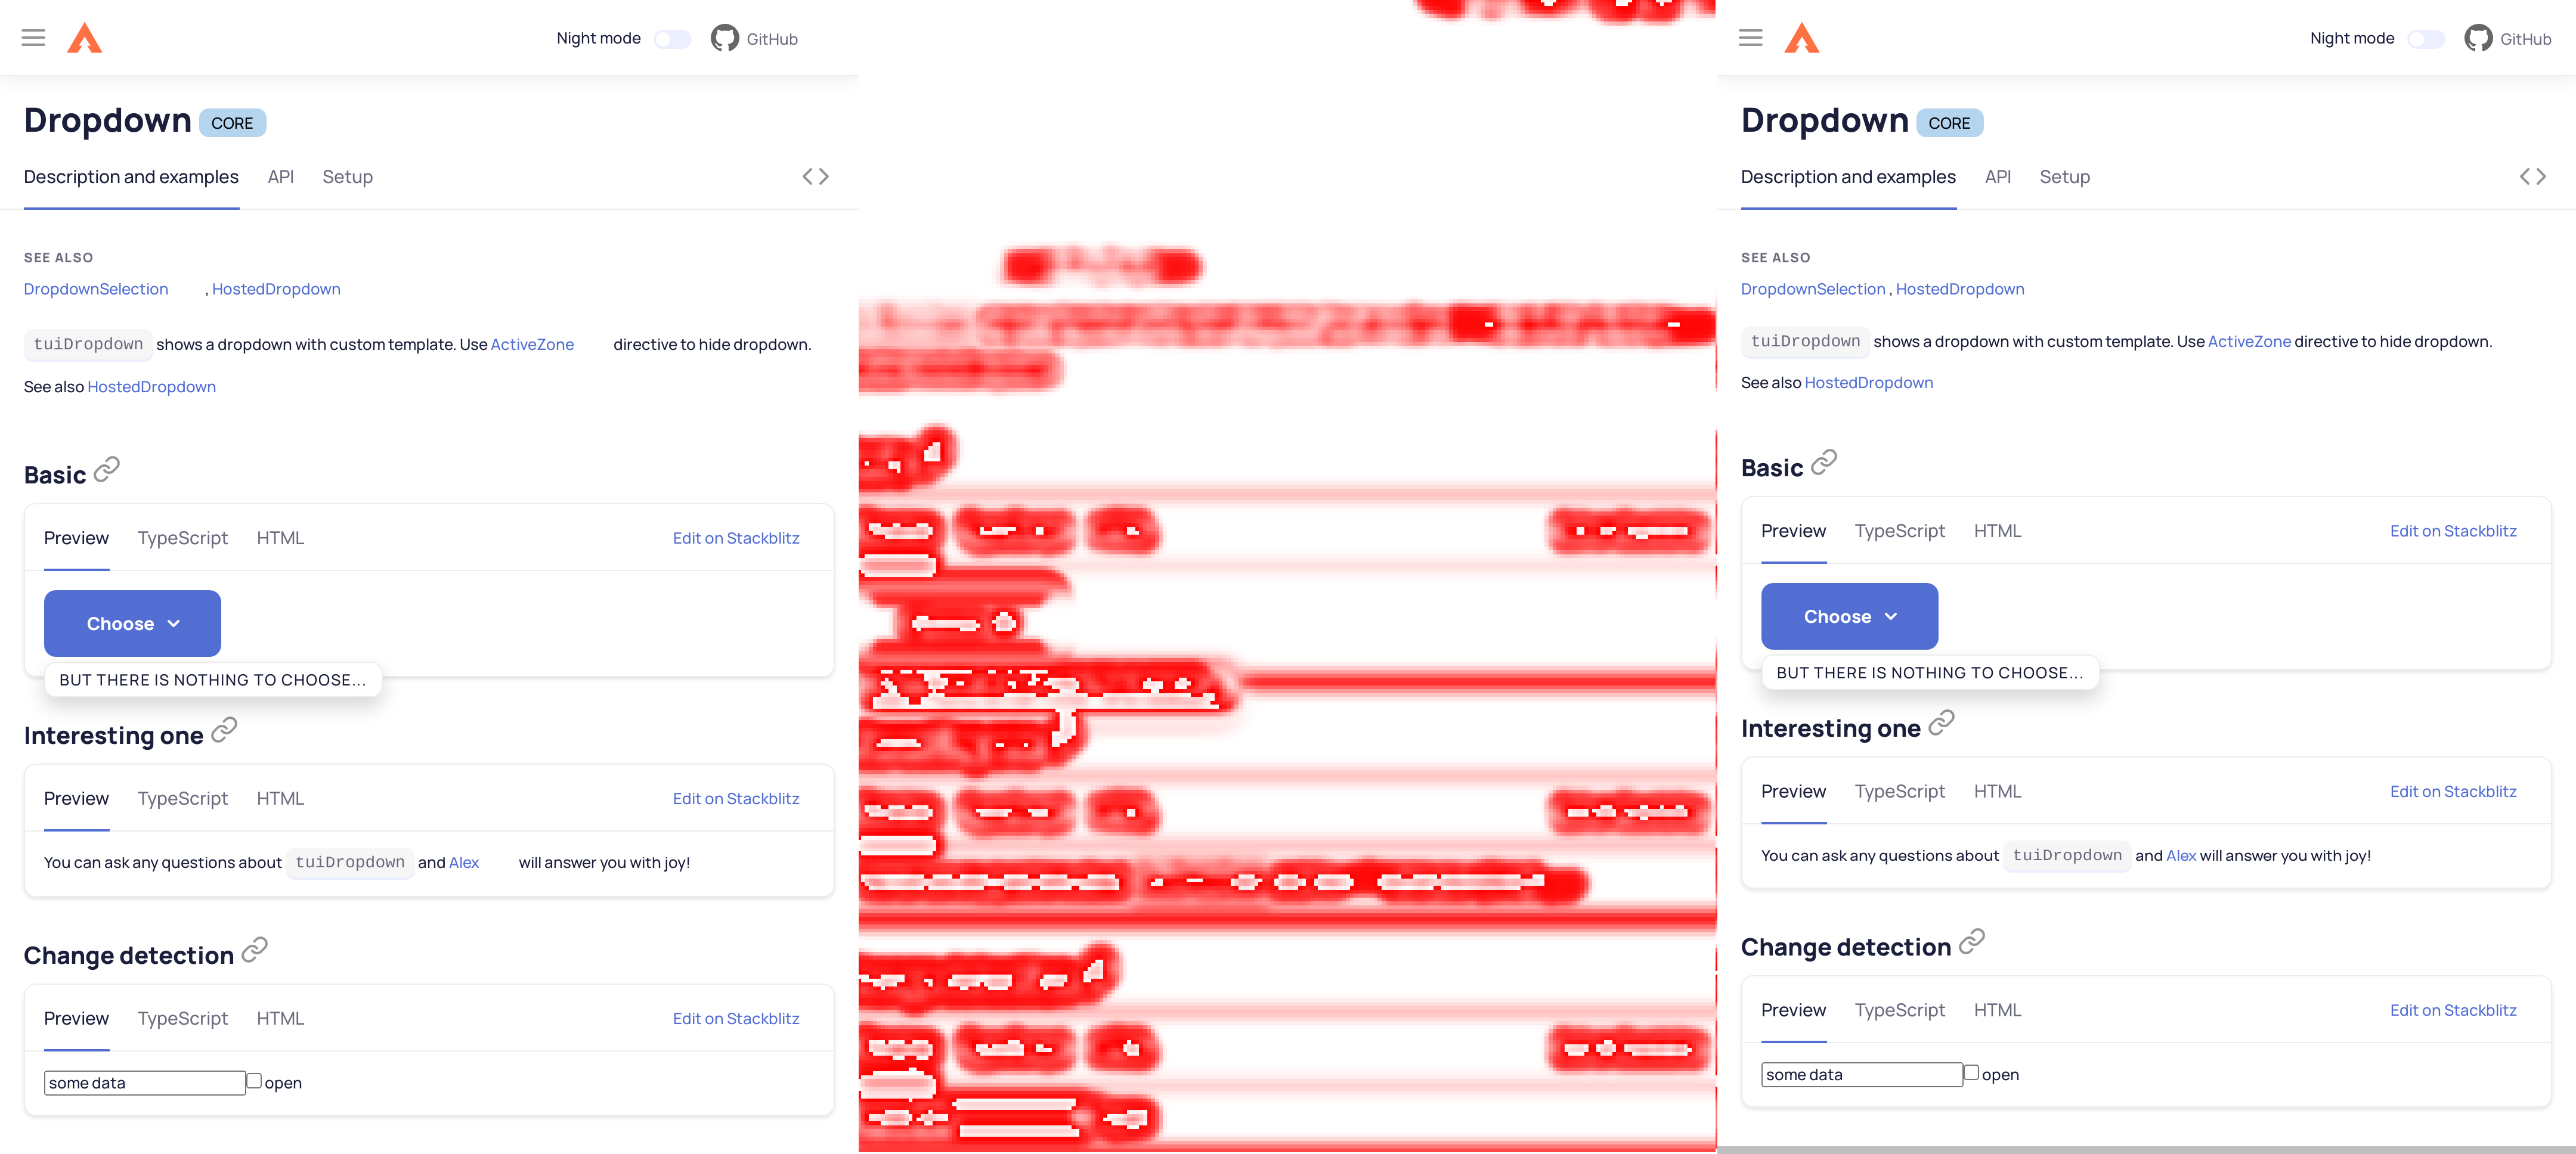 Night mode GitHub
Dropdown CORE
Description and examples API Setup
SEE ALSO
DropdownSelection , HostedDropdown
tuiDropdown shows a dropdown with custom template. Use ActiveZone directive to hide dropdown.
See also HostedDropdown
Basic
Preview TypeScript HTML Edit on Stackblitz
Choose
BUT THERE IS NOTHING TO CHOOSE...
Interesting one
Preview TypeScript HTML Edit on Stackblitz
You can ask any questions about tuiDropdown and Alex will answer you with joy!
Change detection
Preview TypeScript HTML Edit on Stackblitz
some data open
Night mode GitHub
Dropdown CORE
Description and examples API Setup
SEE ALSO
DropdownSelection , HostedDropdown
tuiDropdown shows a dropdown with custom template. Use ActiveZone directive to hide dropdown.
See also HostedDropdown
Basic
Preview TypeScript HTML Edit on Stackblitz
Choose
BUT THERE IS NOTHING TO CHOOSE...
Interesting one
Preview TypeScript HTML Edit on Stackblitz
You can ask any questions about tuiDropdown and Alex will answer you with joy!
Change detection
Preview TypeScript HTML Edit on Stackblitz
some data open